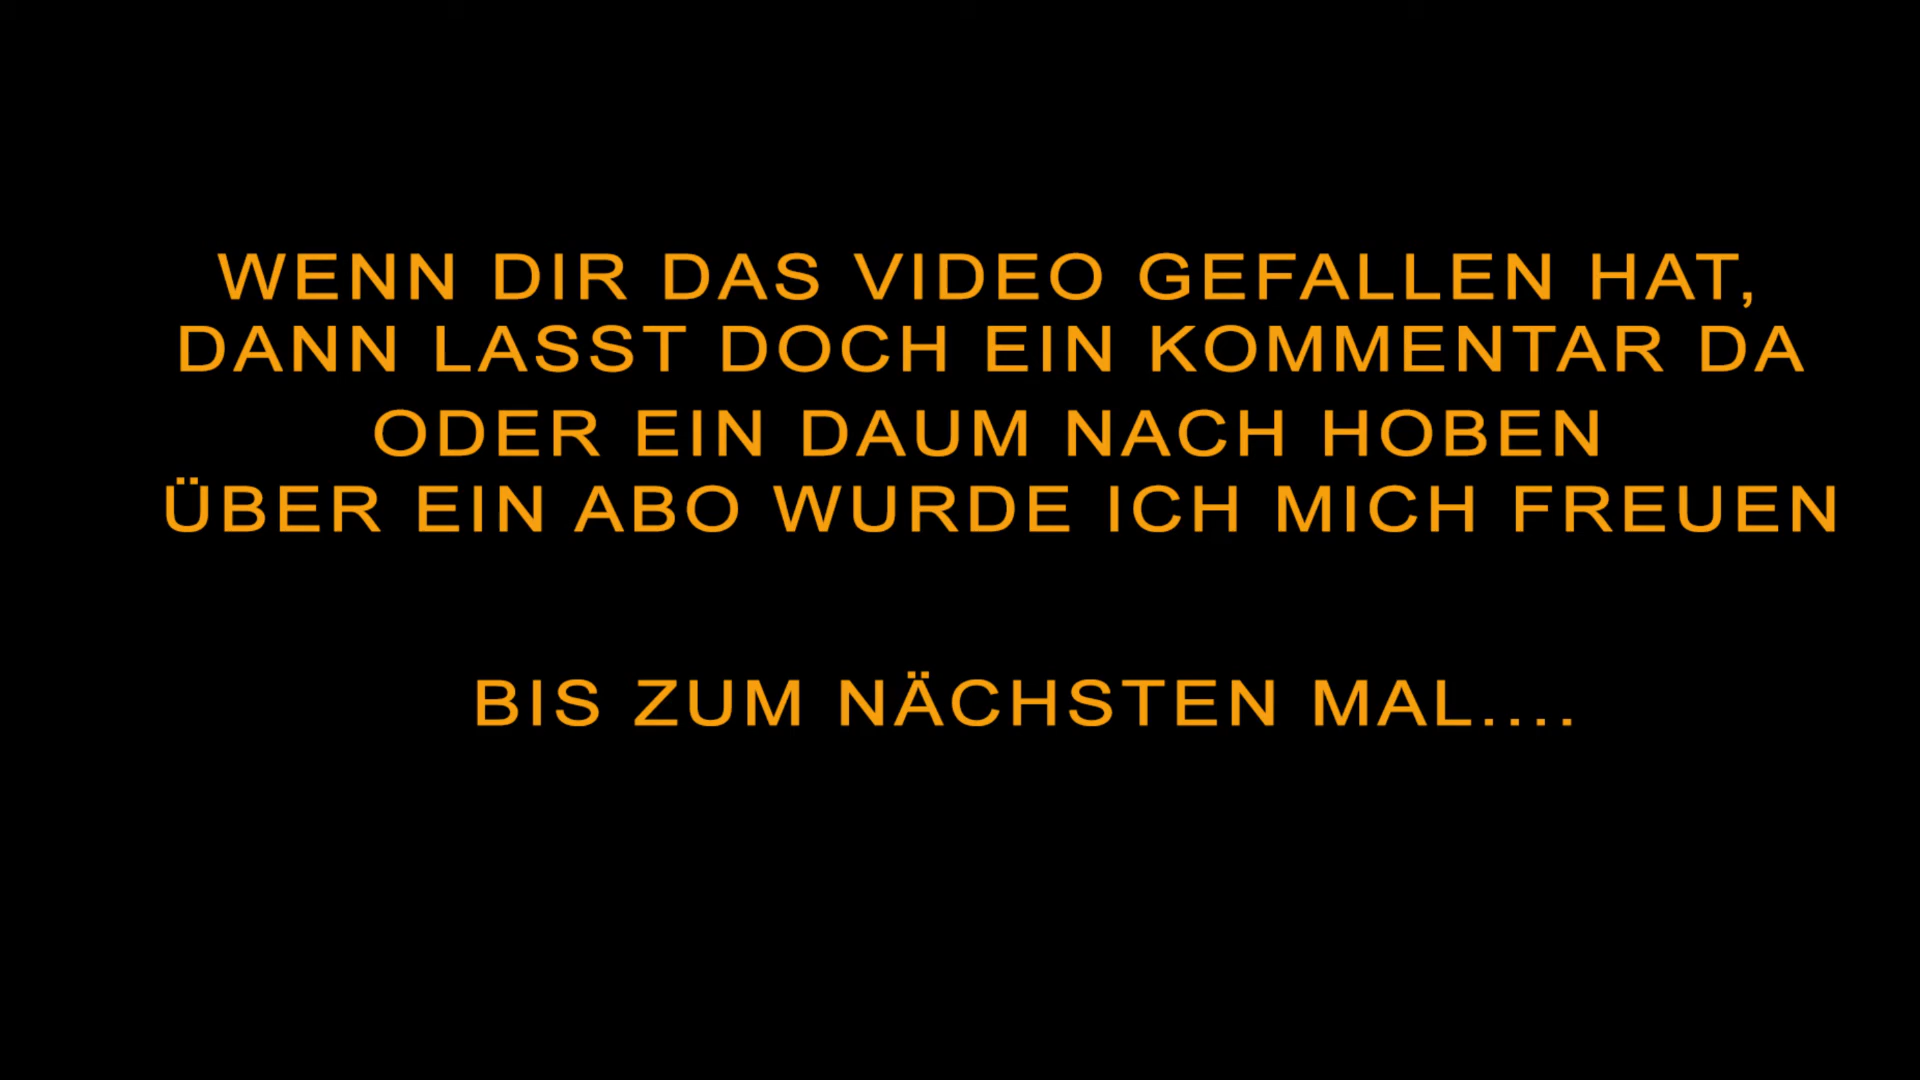 WENN DIR DAS VIDEO GEFALLEN HAT,
DANN LASST DOCH EIN KOMMENTAR DA
ODER EIN DAUM NACH HOBEN
ÜBER EIN ABO WURDE ICH MICH FREUEN
BIS ZUM NÄCHSTEN MAL....